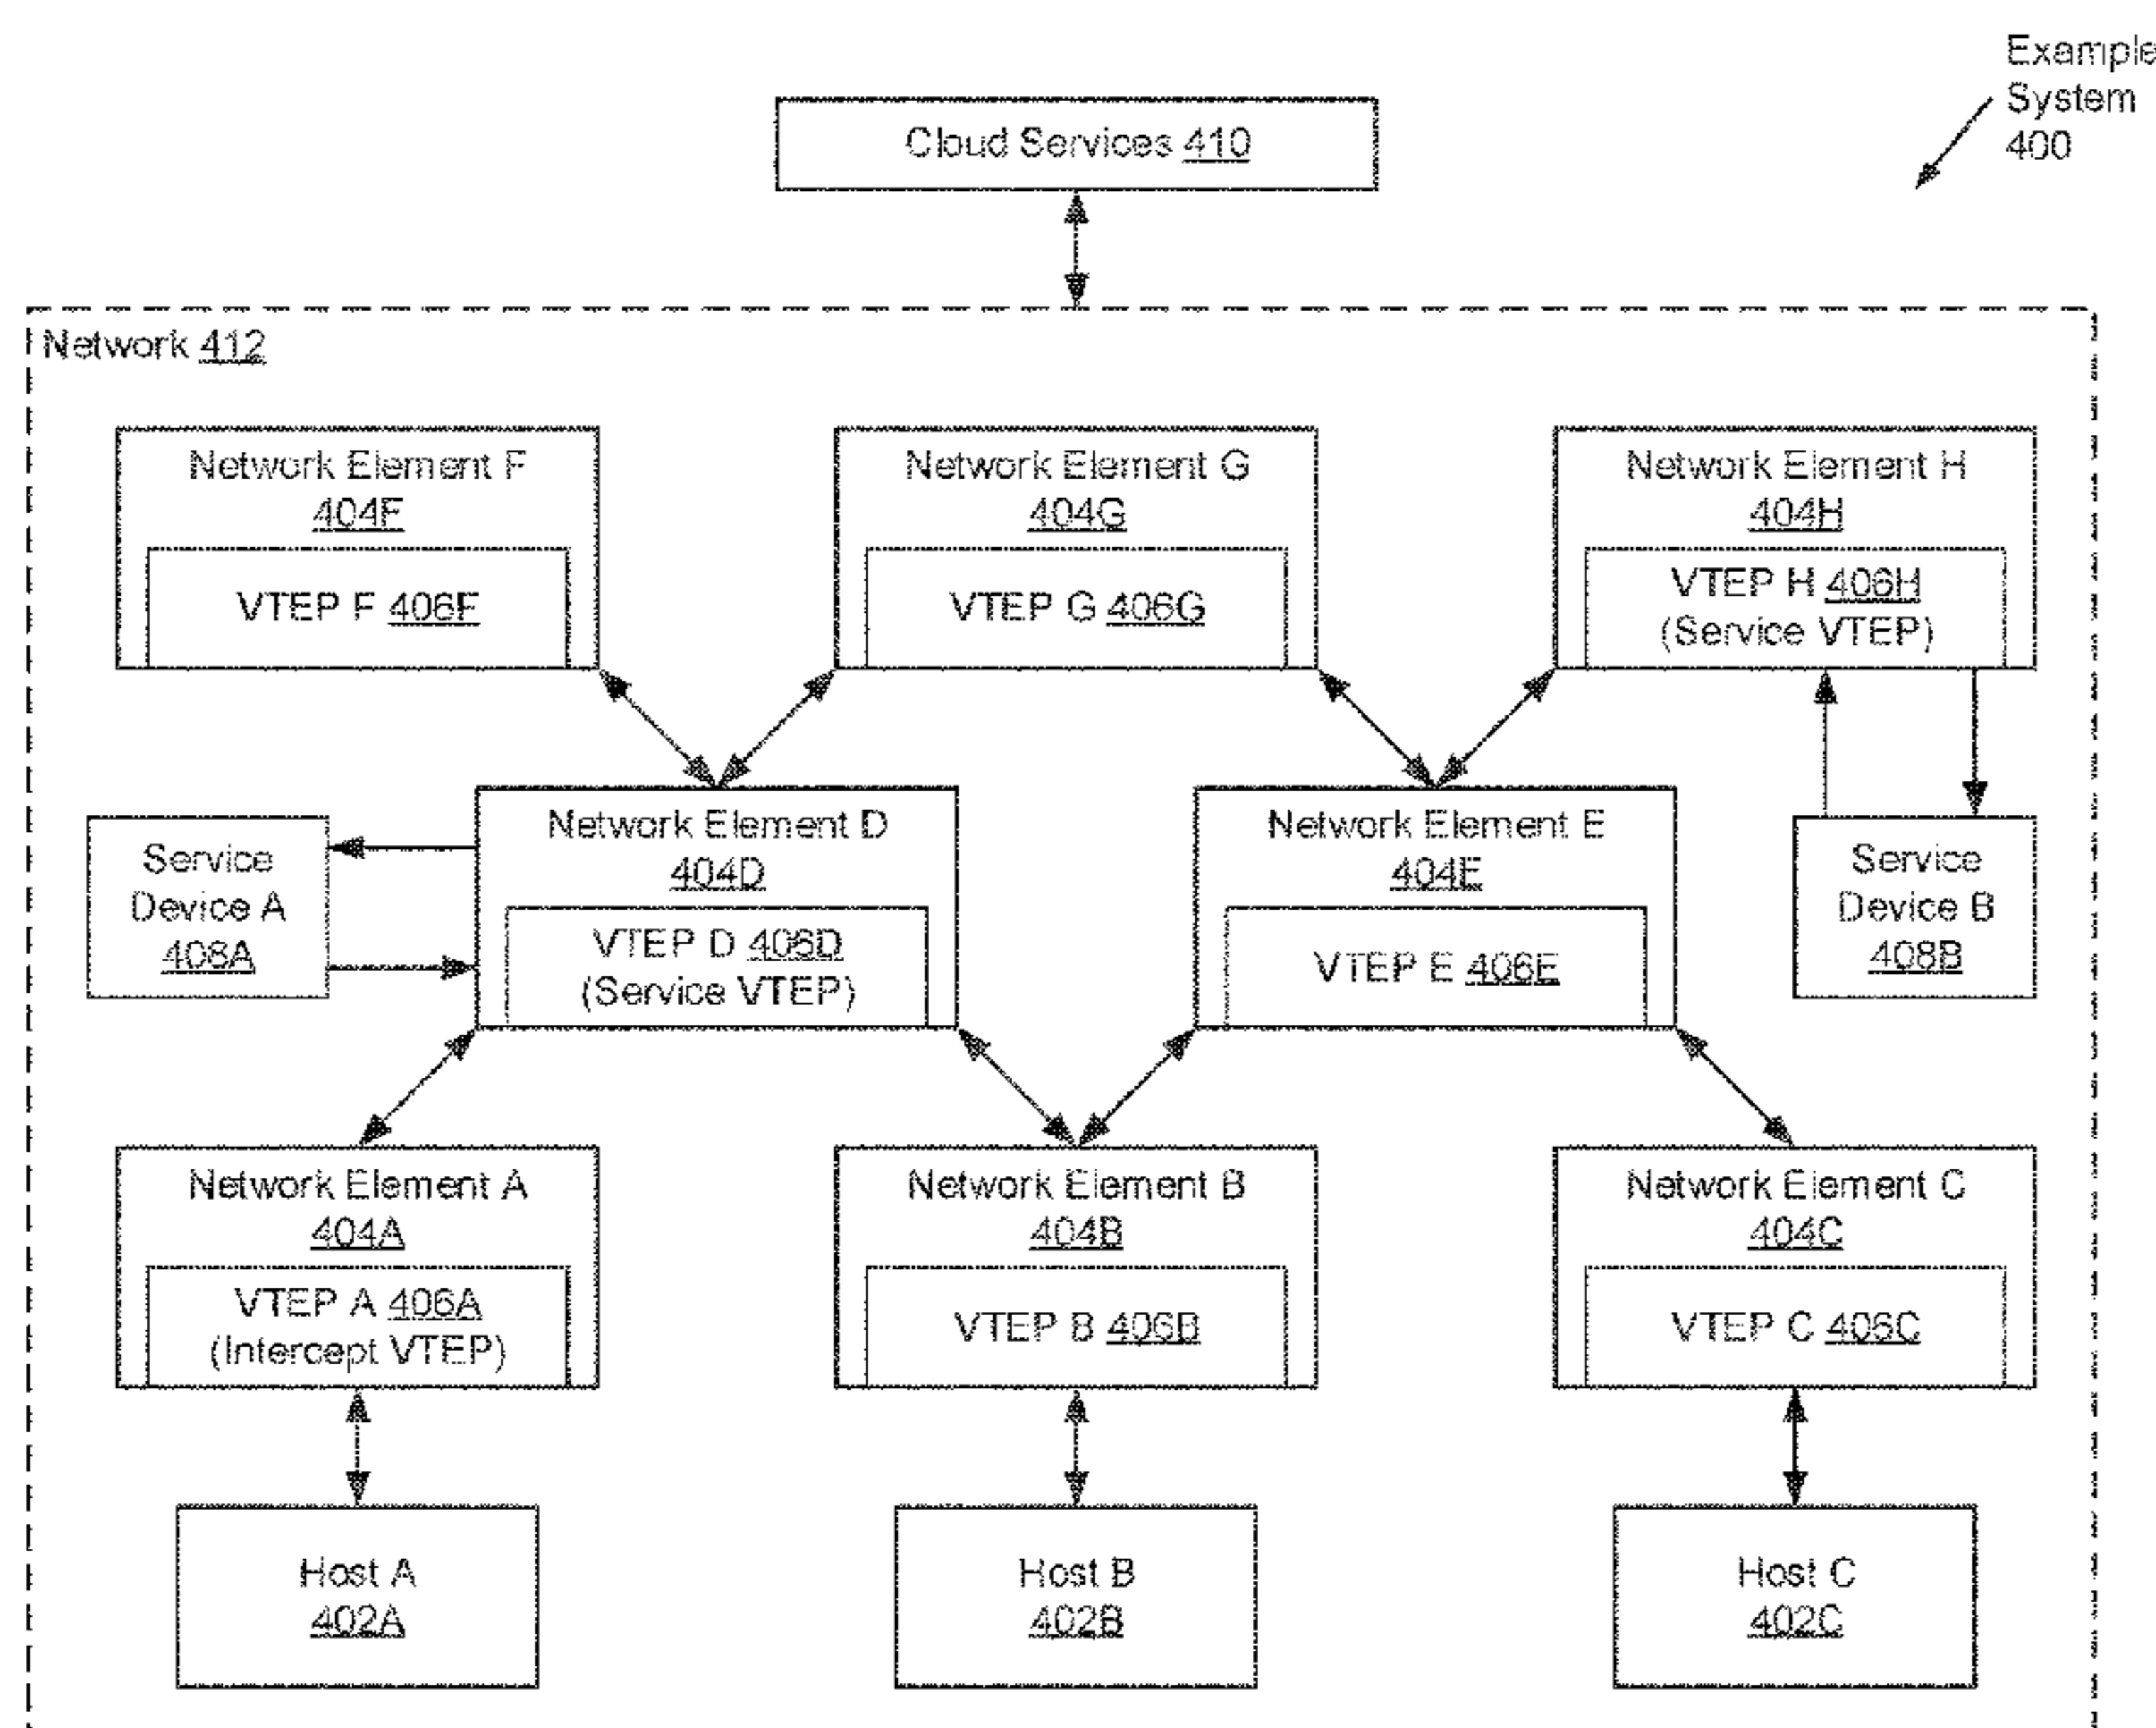 Example
System
400
Cloud Services 410
Network 412
Network Element F
404F
VTEP F 406F
Network Element G
404G
VTEP G 406G
Network Element H
404H
VTEP H 406H
(Service VTEP)
Service
Device A
408A
Network Element D
404D
VTEP D 406D
(Service VTEP)
Network Element E
404E
VTEP E 406E
Service
Device B
408B
Network Element A
404A
VTEP A 406A
(Intercept VTEP)
Network Element B
404B
VTEP B 406B
Network Element C
404C
VTEP C 406C
Host A
402A
Host B
402B
Host C
402C